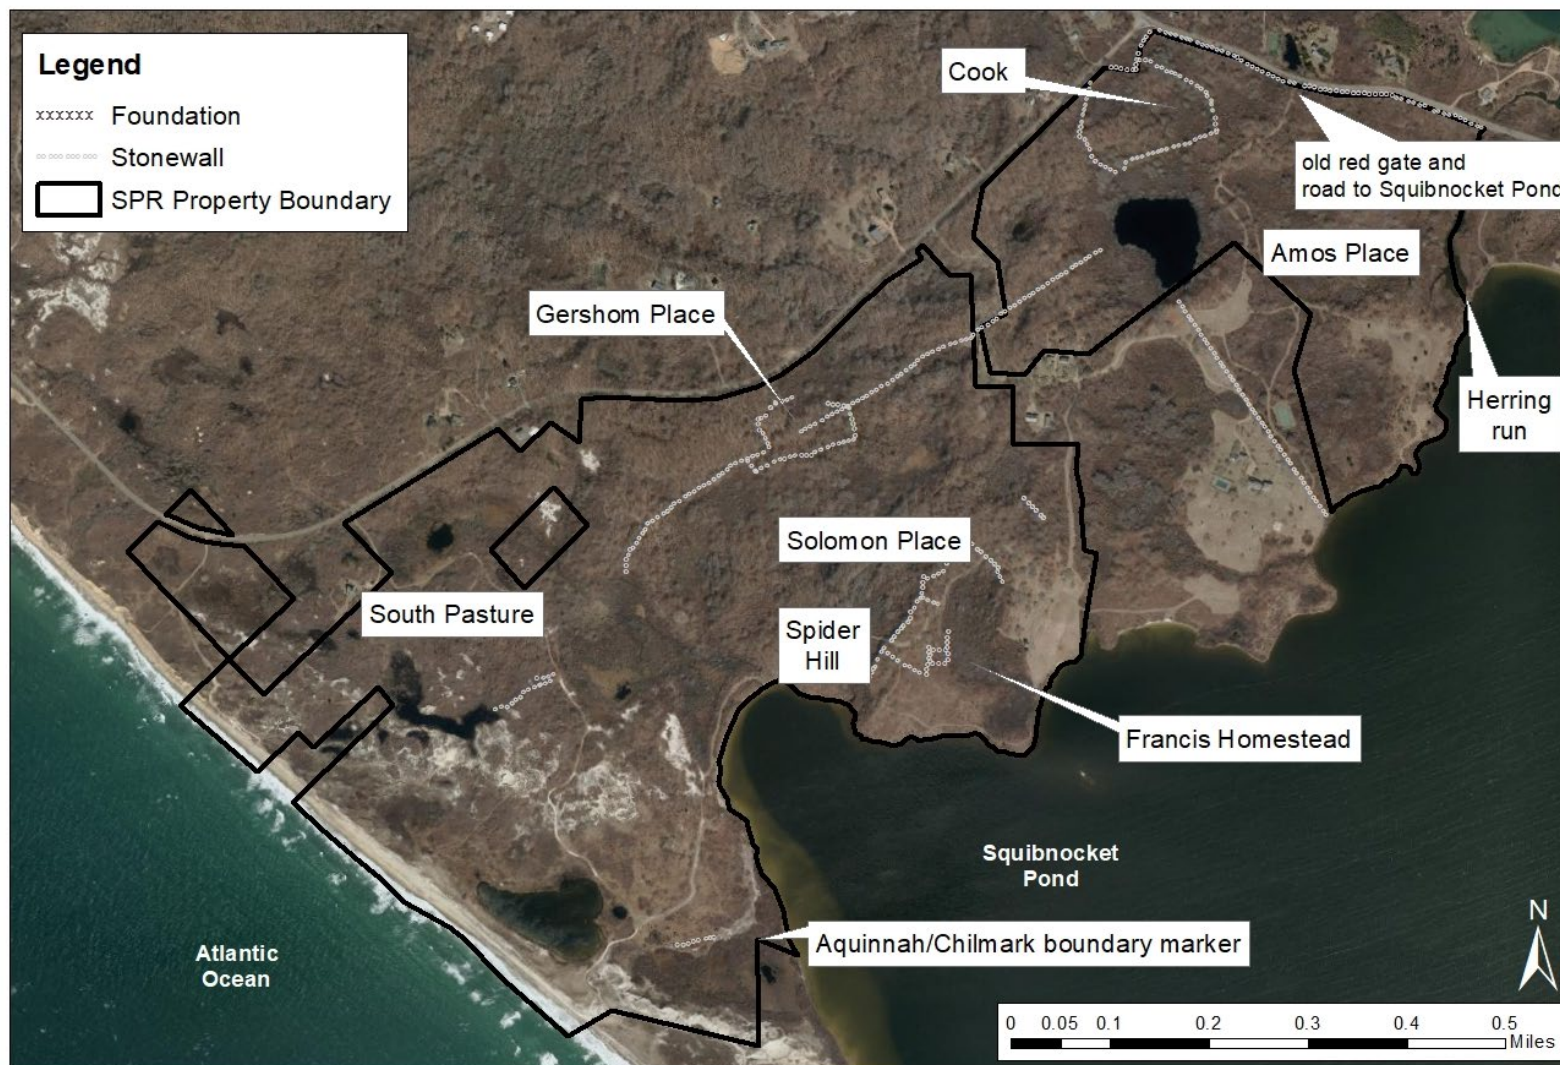 Legend
xxxxxx Foundation
Stonewall
SPR Property Boundary
Cook
old red gate and
road to Squibnocket Pond
Amos Place
Gershom Place
Herring
run
Solomon Place
South Pasture
Spider
Hill
Francis Homestead
Squibnocket
Pond
Aquinnah/Chilmark boundary marker
Atlantic
Ocean
N
0 0.05 0.1 0.2 0.3 0.4 0.5
Miles